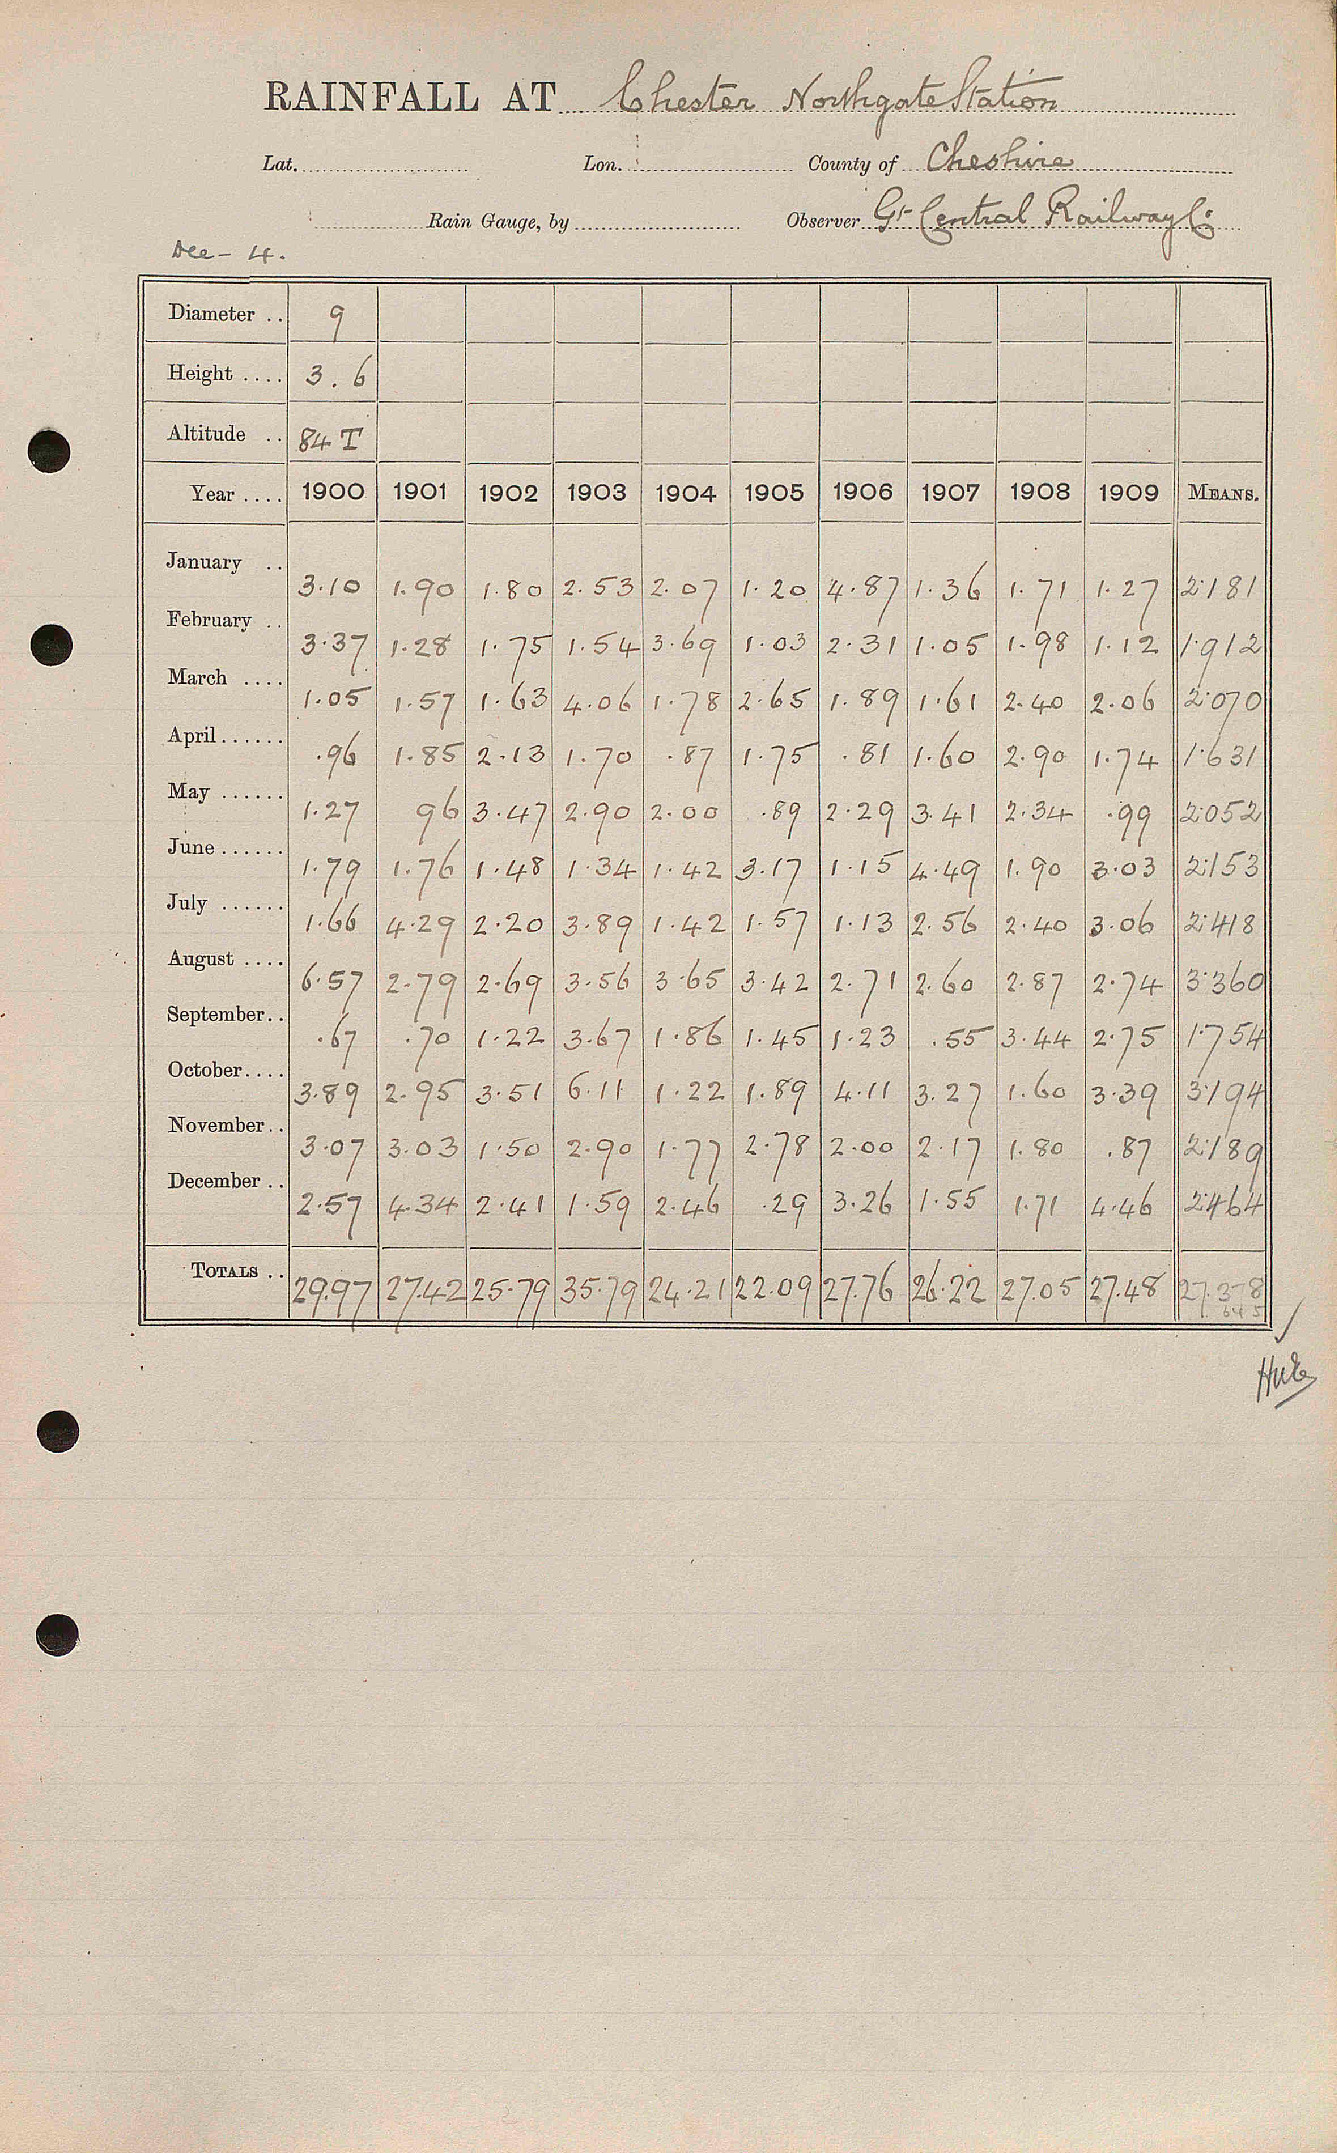 RAINFALL AT Chester Northgate Station
Lat. Lon. County of Cheshire
Rain Gauge, by Observer Gt Central Railway Co
Dee - 4.
Diameter .. 9
Height .... 3.6
Altitude .. 84 T
Year .... 1900 1901 1902 1903 1904 1905 1906 1907 1908 1909 MEANS.
January .. 3.10 1.90 1.80 2.53 2.07 1.20 4.87 1.36 1.71 1.27 2.181
February .. 3.37 1.28 1.75 1.54 3.69 1.03 2.31 1.05 1.98 1.12 1.912
March .... 1.05 1.57 1.63 4.06 1.78 2.65 1.89 1.61 2.40 2.06 2.070
April...... .96 1.85 2.13 1.70 .87 1.75 .81 1.60 2.90 1.74 1.631
May ...... 1.27 96 3.47 2.90 2.00 .89 2.29 3.41 2.34 .99 2.052
June...... 1.79 1.76 1.48 1.34 1.42 3.17 1.15 4.49 1.90 3.03 2.153
July ...... 1.66 4.29 2.20 3.89 1.42 1.57 1.13 2.56 2.40 3.06 2.418
August .... 6.57 2.79 2.69 3.56 3.65 3.42 2.71 2.60 2.87 2.74 3.360
September.. .67 .70 1.22 3.67 1.86 1.45 1.23 .55 3.44 2.75 1.754
October.... 3.89 2.95 3.51 6.11 1.22 1.89 4.11 3.27 1.60 3.39 3.194
November.. 3.07 3.03 1.50 2.90 1.77 2.78 2.00 2.17 1.80 .87 2.189
December .. 2.57 4.34 2.41 1.59 2.46 .29 3.26 1.55 1.71 4.46 2.464
TOTALS .. 29.97 27.42 25.79 35.79 24.21 22.09 27.76 26.22 27.05 27.48 27.378